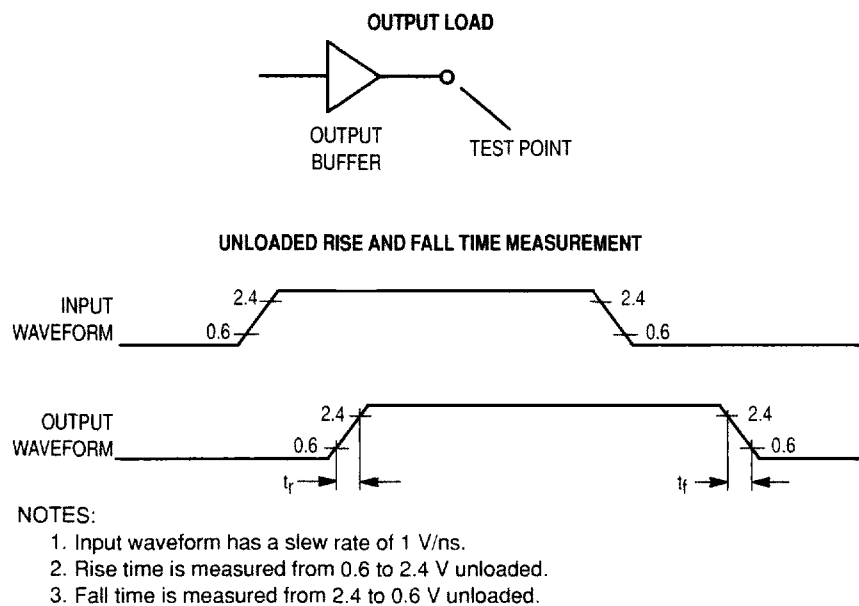 OUTPUT LOAD
OUTPUT
BUFFER
TEST POINT
UNLOADED RISE AND FALL TIME MEASUREMENT
INPUT
WAVEFORM
2.4
0.6
2.4
0.6
OUTPUT
WAVEFORM
2.4
0.6
2.4
0.6
tr
tf
NOTES:
1. Input waveform has a slew rate of 1 V/ns.
2. Rise time is measured from 0.6 to 2.4 V unloaded.
3. Fall time is measured from 2.4 to 0.6 V unloaded.